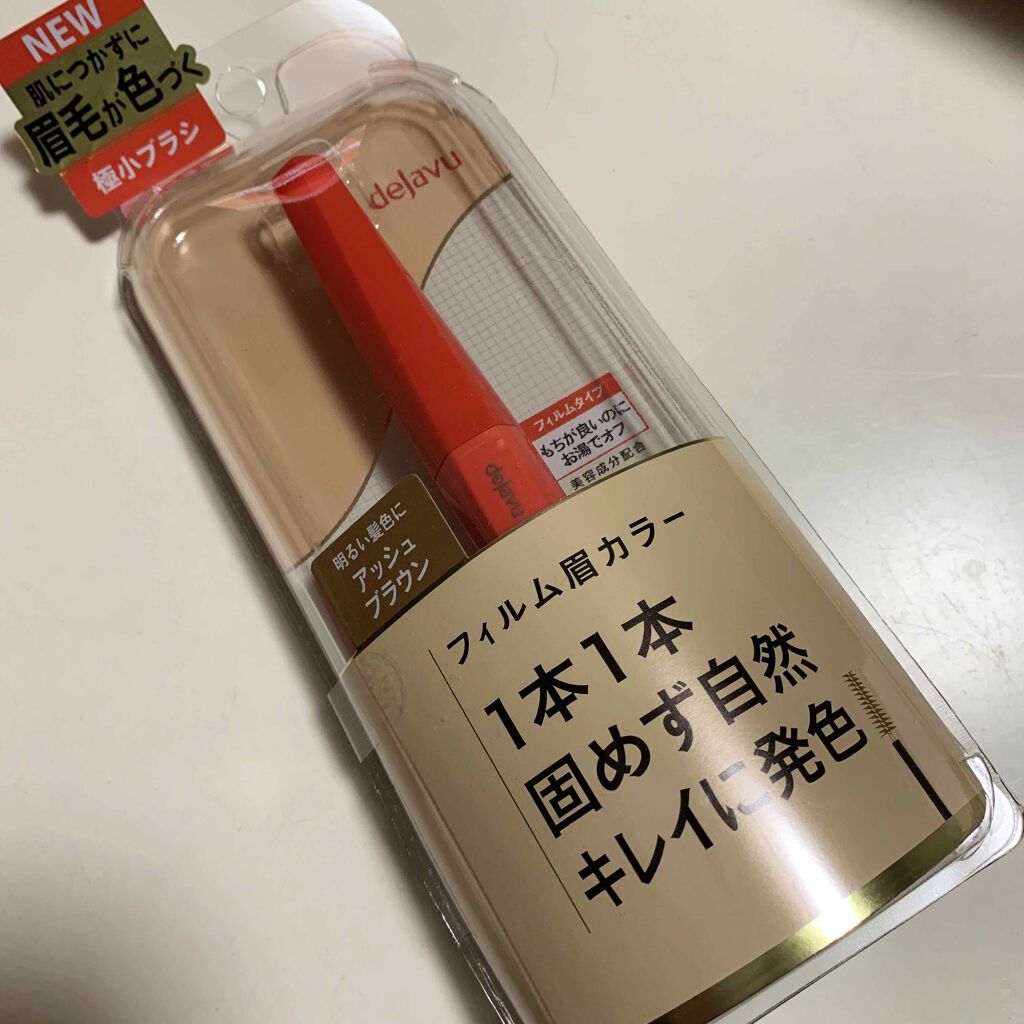 NEW
肌につかずに
眉毛が色づく
極小ブラシ
dejavu
フィルムタイプ
もちが良いのに
お湯でオフ
美容成分配合
dejavu
明るい髪色に
アッシュ
ブラウン
フィルム眉カラー
1本1本
固めず自然
キレイに発色